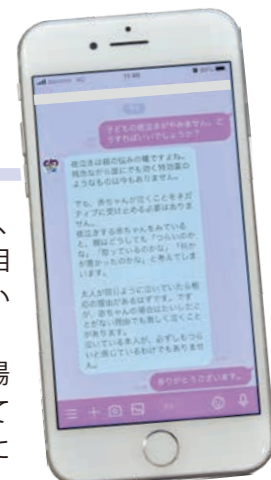 11:46
子どもの夜泣きがやみません。ど
うすればいいでしょうか？
夜泣きは親の悩みの種ですよね。
残念ながら誰にでも効く特効薬の
ようなものは今もありません。
でも、赤ちゃんが泣くことをネガ
ティブに受け止める必要はありま
せん。
夜泣きする赤ちゃんをみている
と、親はどうしても「つらいのか
な」「怒っているのかな」「何か
が悪かったのかな」と考えてしま
います。
大人が同じように泣いていたら相
応の理由があるはずです。です
が、赤ちゃんの場合はたいしたこ
とがない理由でも激しく泣くこと
があります。
泣いている本人が、必ずしもつら
いと感じているわけでもありませ
ん。
ありがとうございます。
、
目
い
場
て
に